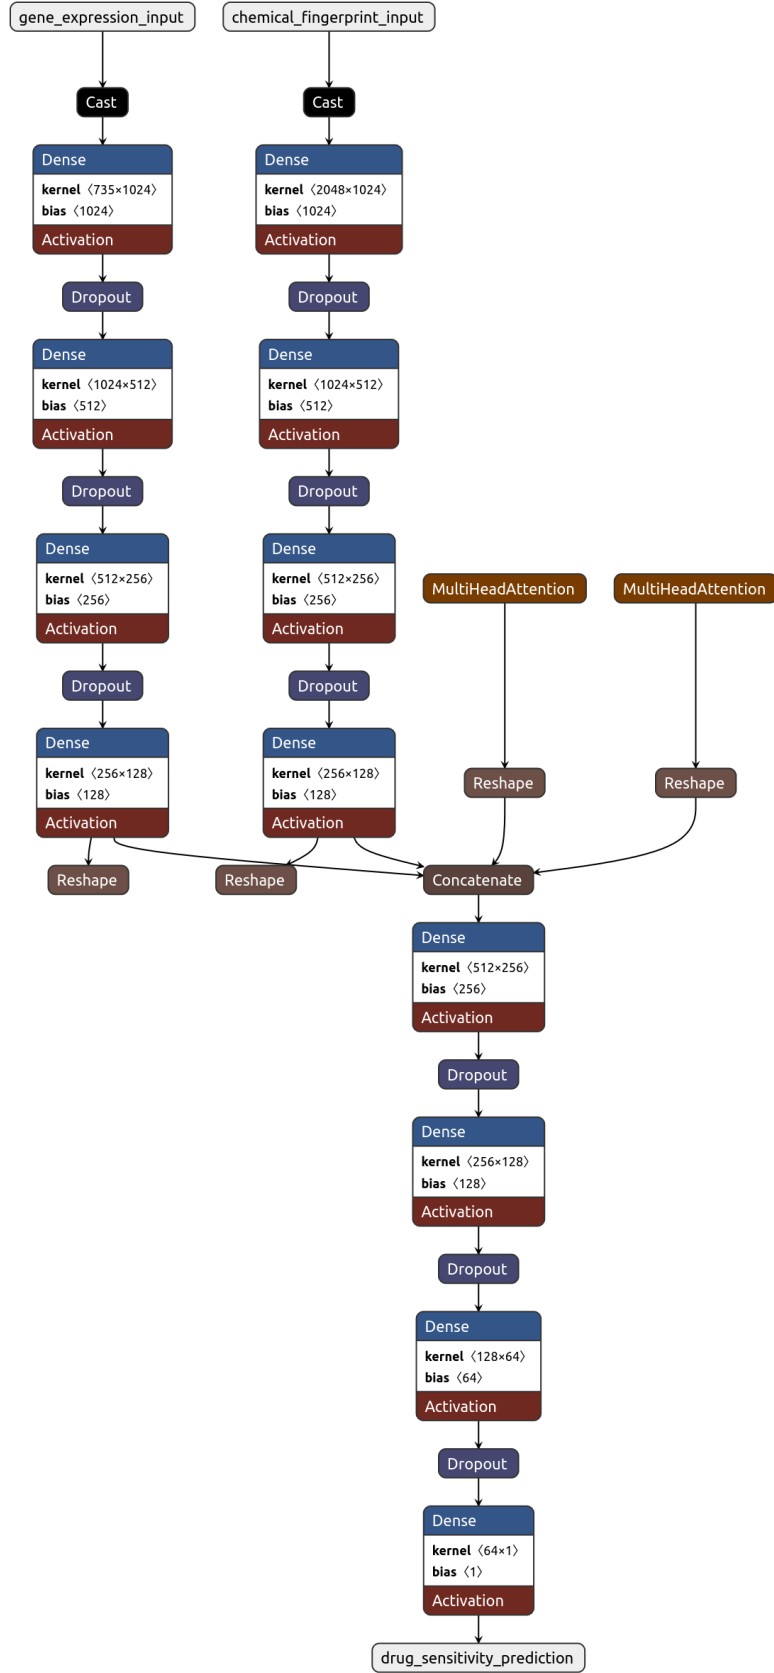 gene_expression_input
chemical_fingerprint_input
Cast
Cast
Dense
kernel 〈735×1024〉
bias 〈1024〉
Activation
Dense
kernel 〈2048×1024〉
bias 〈1024〉
Activation
Dropout
Dropout
Dense
kernel 〈1024×512〉
bias 〈512〉
Activation
Dense
kernel 〈1024×512〉
bias 〈512〉
Activation
Dropout
Dropout
Dense
kernel 〈512×256〉
bias 〈256〉
Activation
Dense
kernel 〈512×256〉
bias 〈256〉
Activation
MultiHeadAttention
MultiHeadAttention
Dropout
Dropout
Dense
kernel 〈256×128〉
bias 〈128〉
Activation
Dense
kernel 〈256×128〉
bias 〈128〉
Activation
Reshape
Reshape
Reshape
Reshape
Concatenate
Dense
kernel 〈512×256〉
bias 〈256〉
Activation
Dropout
Dense
kernel 〈256×128〉
bias 〈128〉
Activation
Dropout
Dense
kernel 〈128×64〉
bias 〈64〉
Activation
Dropout
Dense
kernel 〈64×1〉
bias 〈1〉
Activation
drug_sensitivity_prediction